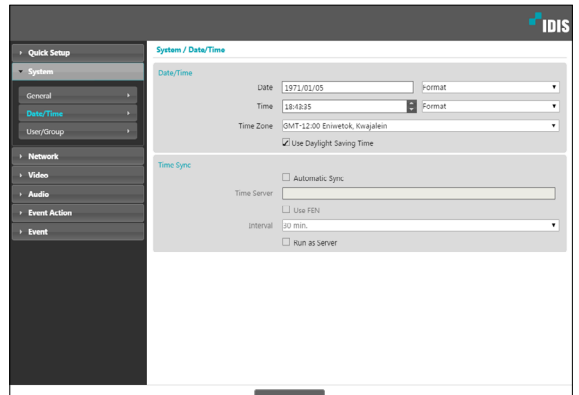 IDIS
Quick Setup
System
General
Date/Time
User/Group
Network
Video
Audio
Event Action
Event
System / Date/Time
Date/Time
Date 1971/01/05 Format
Time 18:43:35 Format
Time Zone GMT-12:00 Eniwetok, Kwajalein
Use Daylight Saving Time
Time Sync
Automatic Sync
Time Server
Use FEN
Interval 30 min.
Run as Server